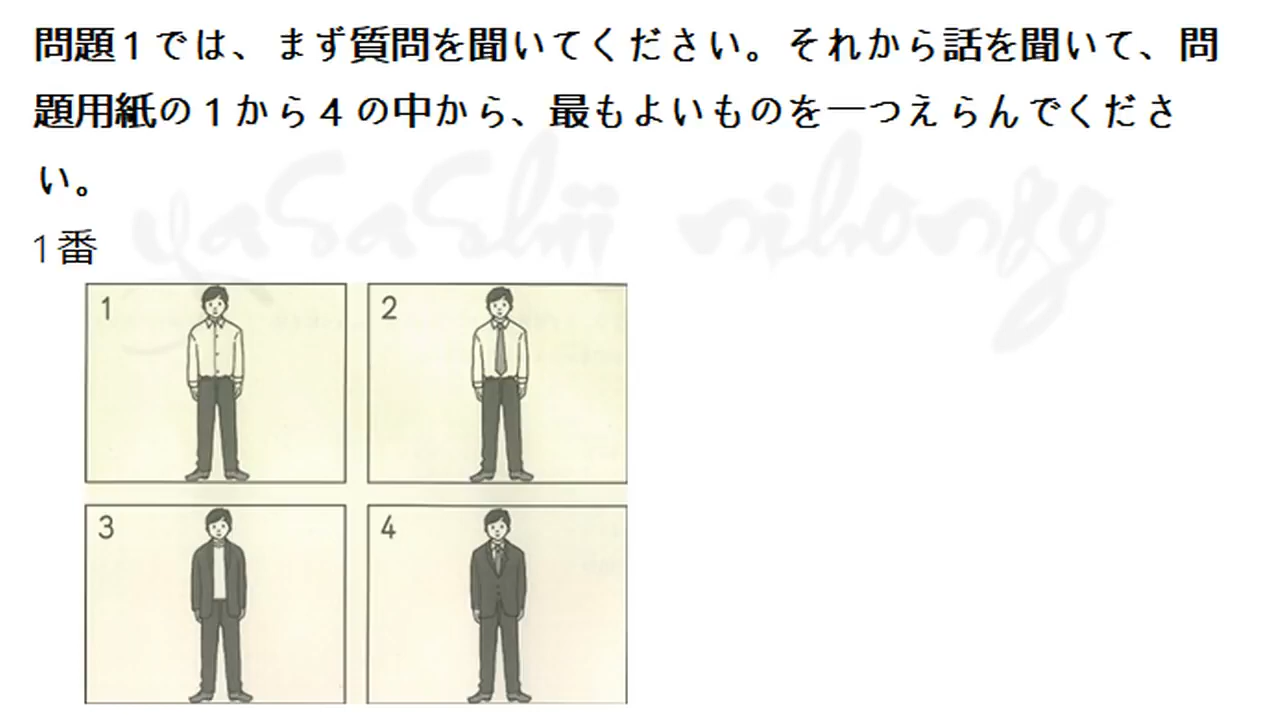 問題１では、まず質問を聞いてください。それから話を聞いて、問
題用紙の１から４の中から、最もよいものを一つえらんでくださ
い。
yasashii nihongo
1番
1
2
3
4